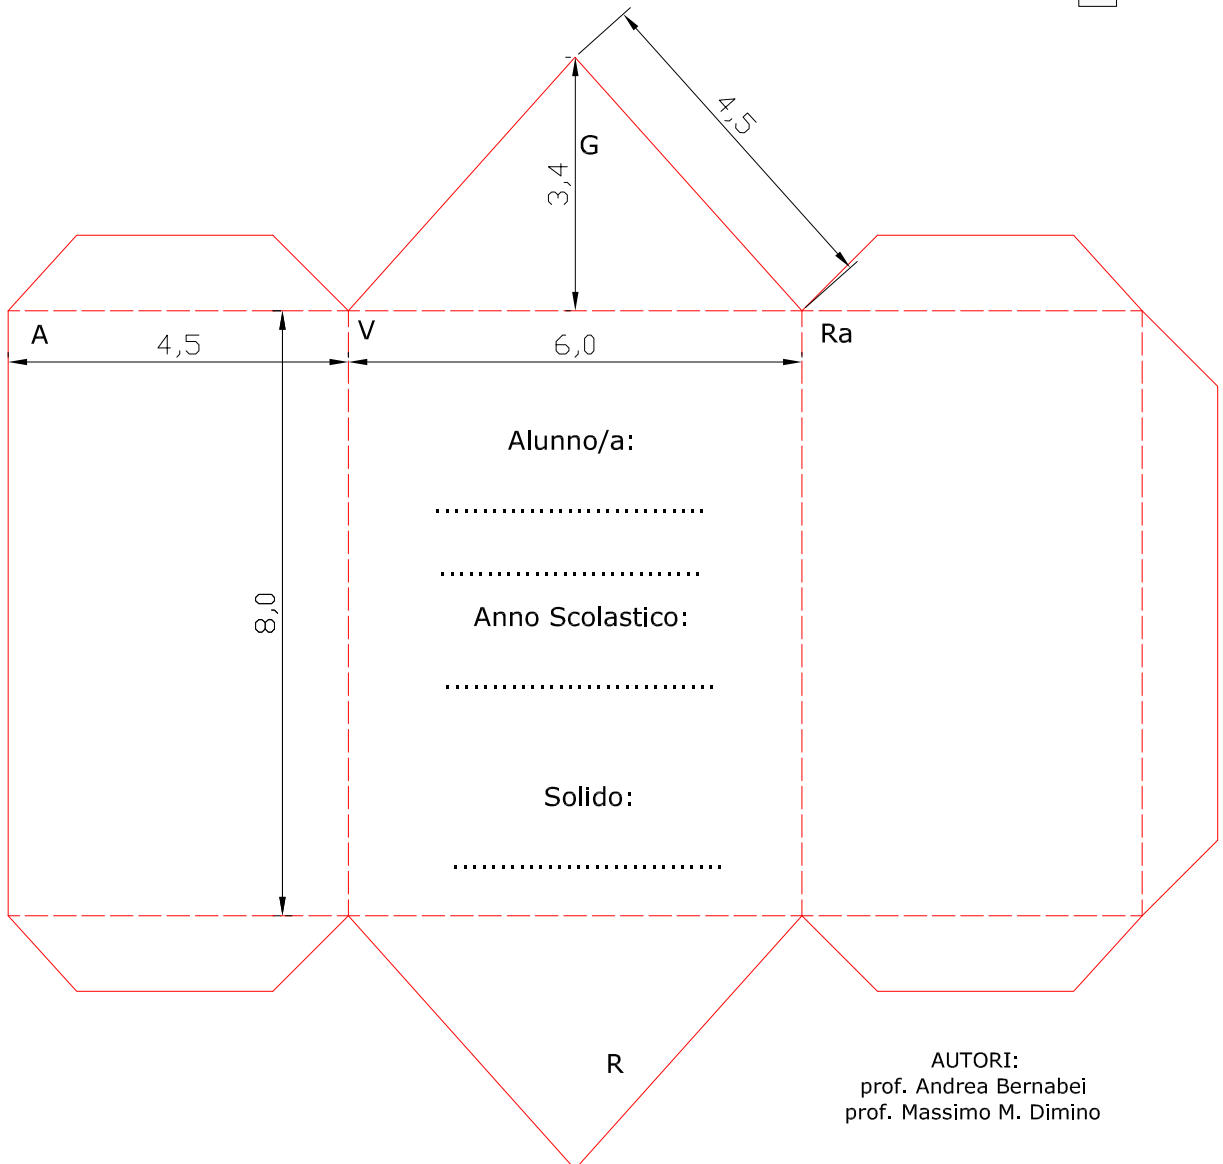 4,5
G
3,4
A
V
Ra
4,5
6,0
Alunno/a:
............................
...........................
8,0
Anno Scolastico:
............................
Solido:
............................
R
AUTORI:
prof. Andrea Bernabei
prof. Massimo M. Dimino